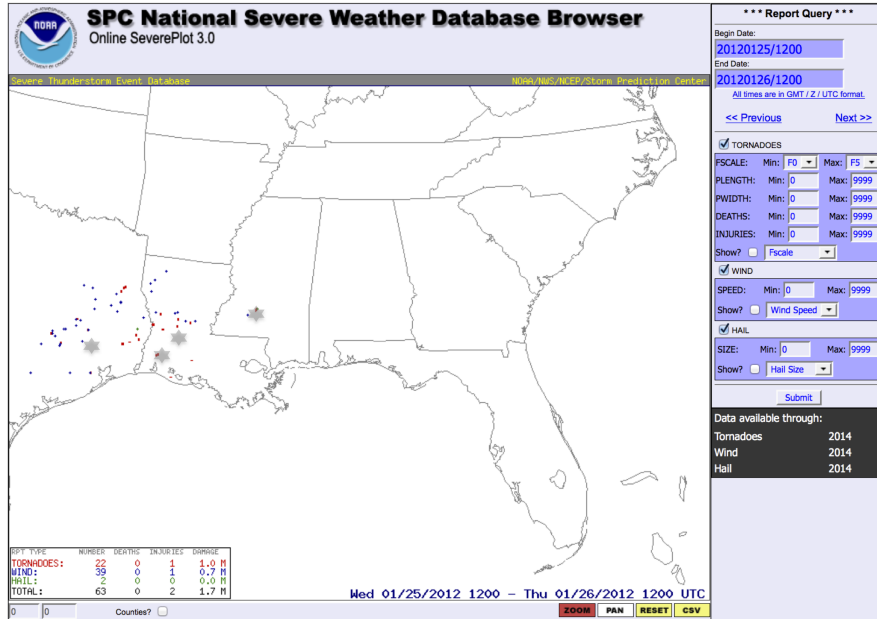 SPC National Severe Weather Database Browser
Online SeverePlot 3.0
NOAA
Severe Thunderstorm Event Database
NOAA/NWS/NCEP/Storm Prediction Center
RPT TYPE NUMBER DEATHS INJURIES DAMAGE
TORNADOES: 22 0 1 1.0 M
WIND: 39 0 1 0.7 M
HAIL: 2 0 0 0.0 M
TOTAL: 63 0 2 1.7 M
Wed 01/25/2012 1200 - Thu 01/26/2012 1200 UTC
0 0 Counties? ZOOM PAN RESET CSV
* * * Report Query * * *
Begin Date:
20120125/1200
End Date:
20120126/1200
All times are in GMT / Z / UTC format.
<< Previous Next >>
TORNADOES
FSCALE: Min: F0 Max: F5
PLENGTH: Min: 0 Max: 9999
PWIDTH: Min: 0 Max: 9999
DEATHS: Min: 0 Max: 9999
INJURIES: Min: 0 Max: 9999
Show? Fscale
WIND
SPEED: Min: 0 Max: 9999
Show? Wind Speed
HAIL
SIZE: Min: 0 Max: 9999
Show? Hail Size
Submit
Data available through:
Tornadoes 2014
Wind 2014
Hail 2014